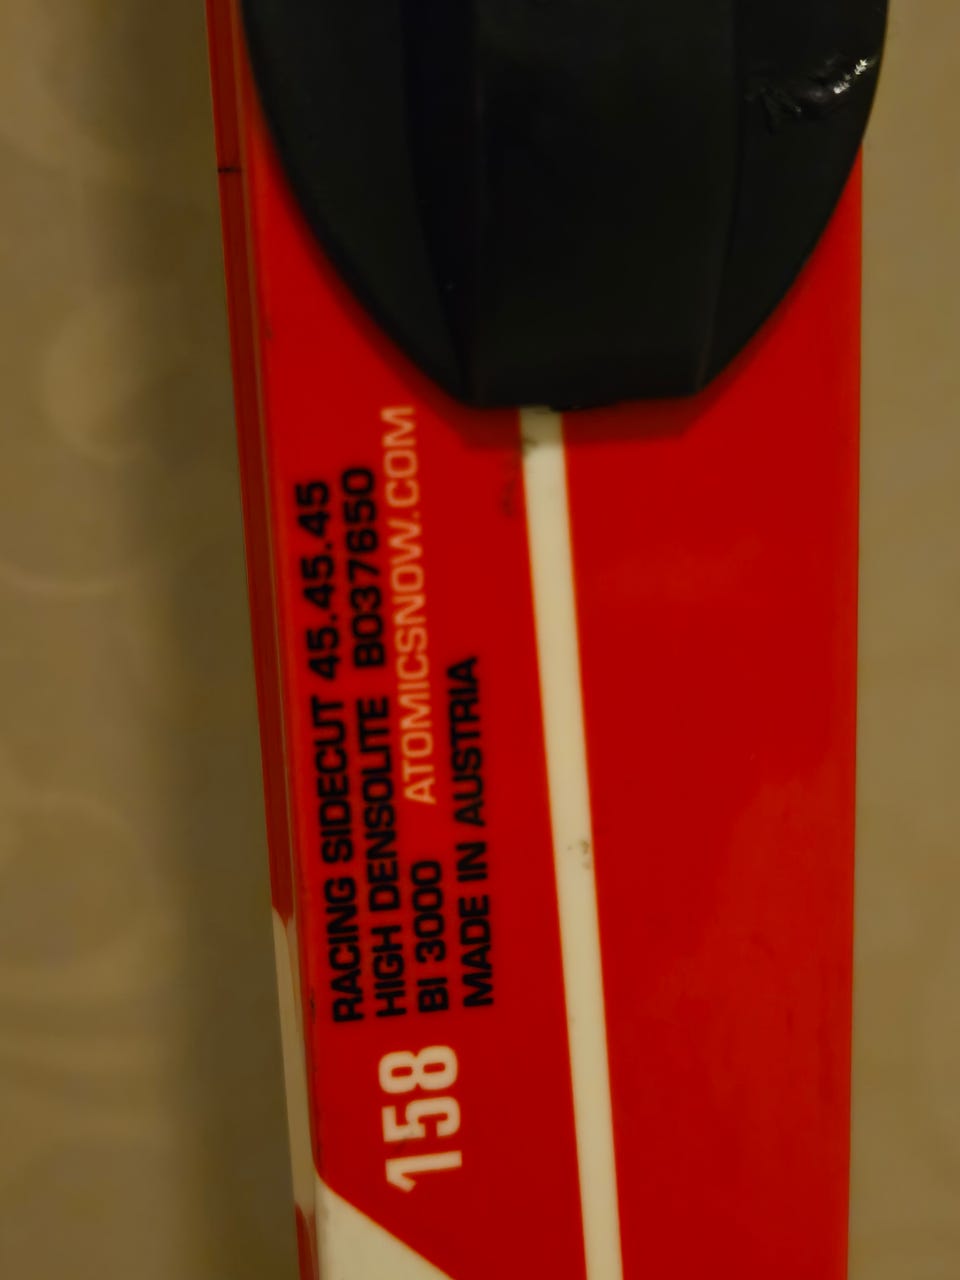 RACING SIDECUT 45.45.45
HIGH DENSOLITE B037650
BI 3000 ATOMICSNOW.COM
MADE IN AUSTRIA
158